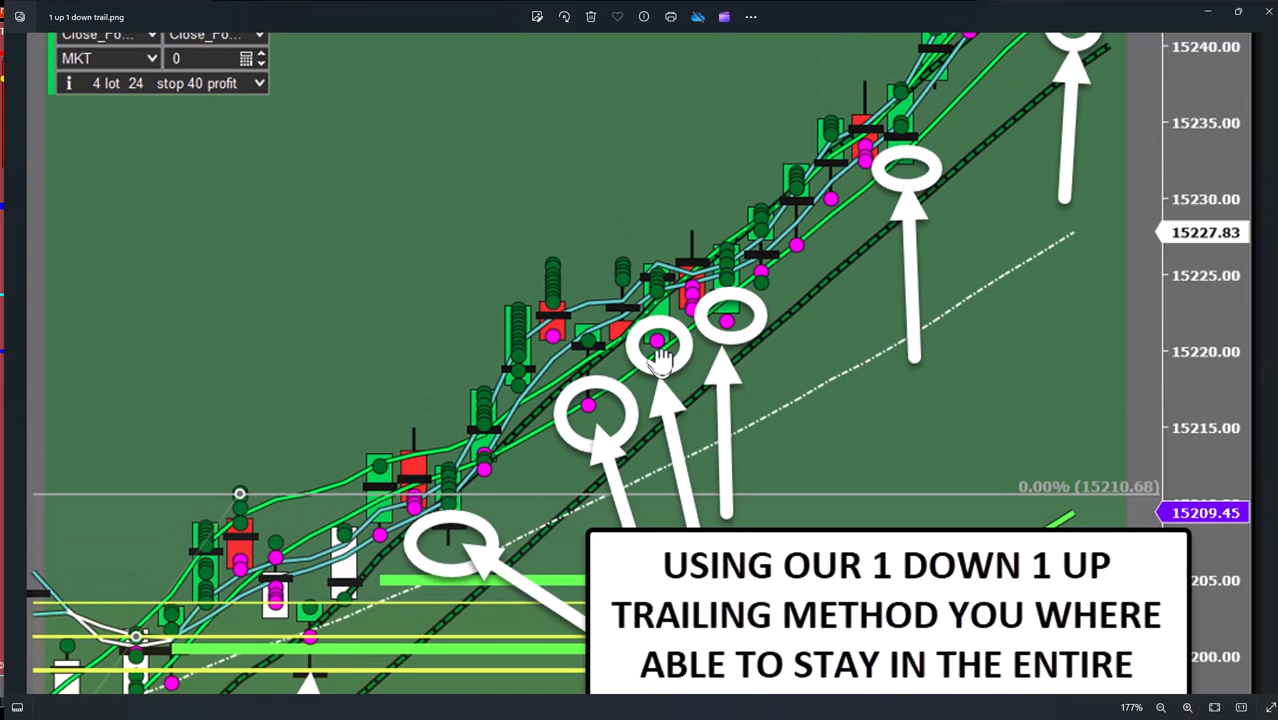 1 up 1 down trail.png
Close_Fo... Close_Fo...
MKT 0
4 lot 24 stop 40 profit
15240.00
15235.00
15230.00
15227.83
15225.00
15220.00
15215.00
0.00% (15210.68)
15209.45
205.00
200.00
USING OUR 1 DOWN 1 UP
TRAILING METHOD YOU WHERE
ABLE TO STAY IN THE ENTIRE
177%